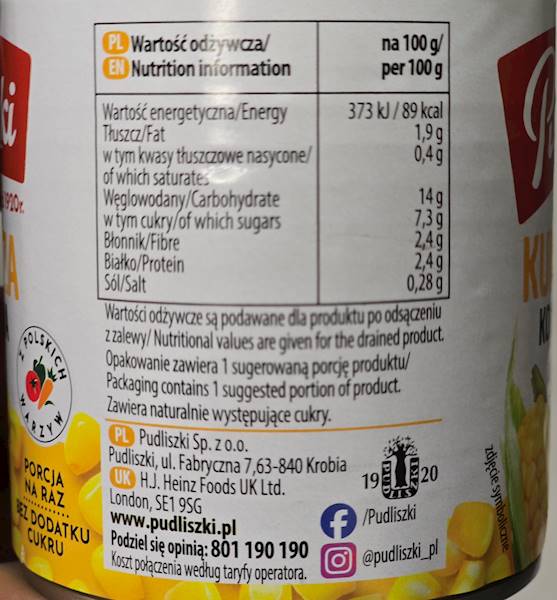 PL Wartość odżywcza/ na 100 g/
EN Nutrition information per 100 g
Wartość energetyczna/Energy 373 kJ / 89 kcal
Tłuszcz/Fat 1,9 g
w tym kwasy tłuszczowe nasycone/ 0,4 g
of which saturates
Węglowodany/Carbohydrate 14 g
w tym cukry/of which sugars 7,3 g
Błonnik/Fibre 2,4 g
Białko/Protein 2,4 g
Sól/Salt 0,28 g
Wartości odżywcze są podawane dla produktu po odsączeniu
z zalewy/ Nutritional values are given for the drained product.
Opakowanie zawiera 1 sugerowaną porcję produktu/
Packaging contains 1 suggested portion of product.
Zawiera naturalnie występujące cukry.
PL Pudliszki Sp. z o.o.
Pudliszki, ul. Fabryczna 7,63-840 Krobia
UK H.J. Heinz Foods UK Ltd.
London, SE1 9SG
www.pudliszki.pl
Podziel się opinią: 801 190 190
Koszt połączenia według taryfy operatora.
19 20
PUDLISZKI
/Pudliszki
@pudliszki_pl
Z POLSKICH
WARZYW
PORCJA
NA RAZ
BEZ DODATKU
CUKRU
1920r.
KU
zdjęcie symboliczne